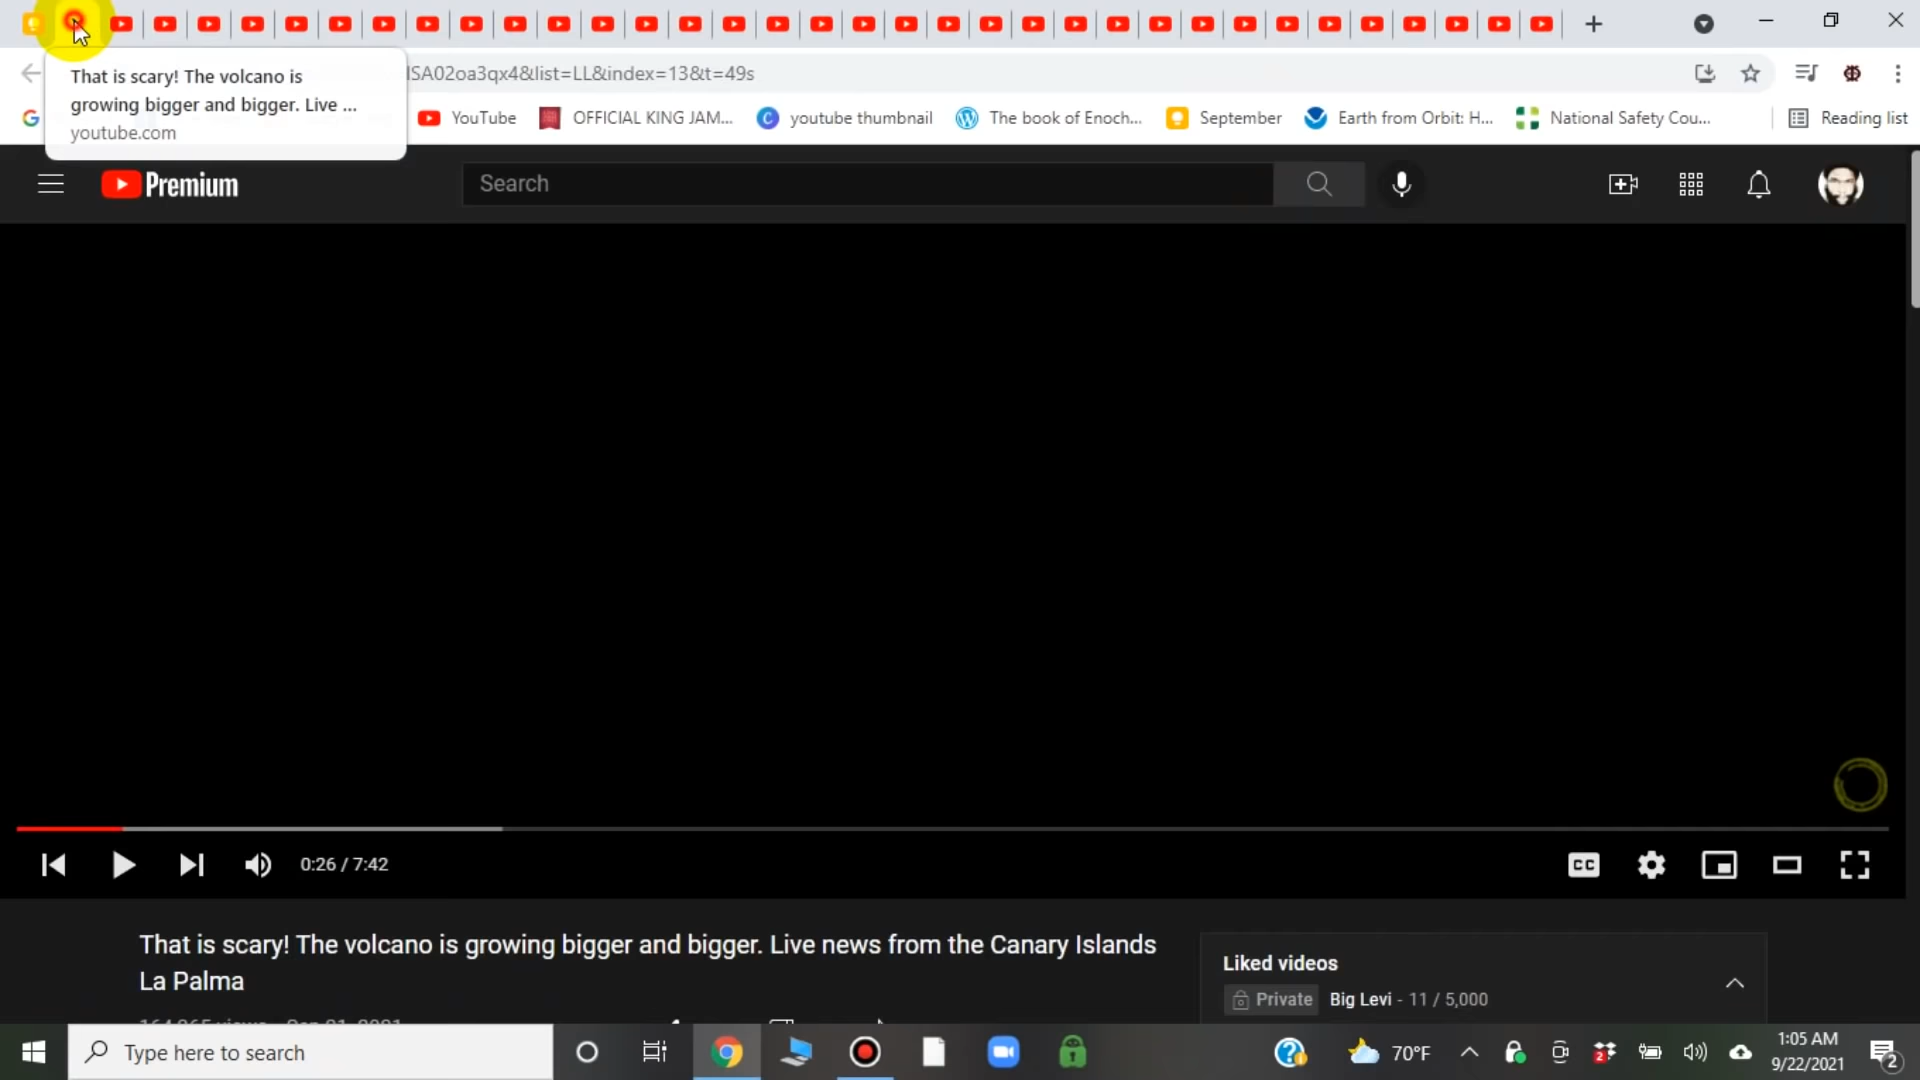 That is scary! The volcano is
growing bigger and bigger. Live ...
youtube.com
SA02oa3qx4&list=LL&index=13&t=49s
YouTube
OFFICIAL KING JAM...
youtube thumbnail
The book of Enoch...
September
Earth from Orbit: H...
National Safety Cou...
Reading list
Premium
Search
0:26 / 7:42
CC
That is scary! The volcano is growing bigger and bigger. Live news from the Canary Islands
La Palma
Liked videos
Private Big Levi - 11 / 5,000
Type here to search
70°F
2
1:05 AM
9/22/2021
2